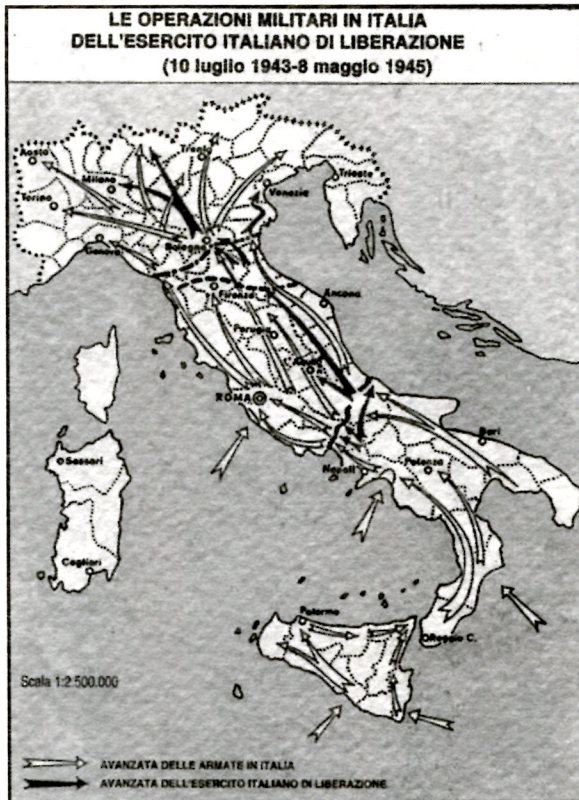 LE OPERAZIONI MILITARI IN ITALIA
DELL'ESERCITO ITALIANO DI LIBERAZIONE
(10 luglio 1943-8 maggio 1945)
Aosta
Trento
Milano
Trieste
Venezia
Torino
Bologna
Genova
Firenze
Ancona
Perugia
L'Aquila
ROMA
Bari
Napoli
Potenza
Sassari
Cagliari
Palermo
Reggio C.
Scala 1:2.500.000
AVANZATA DELLE ARMATE IN ITALIA
AVANZATA DELL'ESERCITO ITALIANO DI LIBERAZIONE